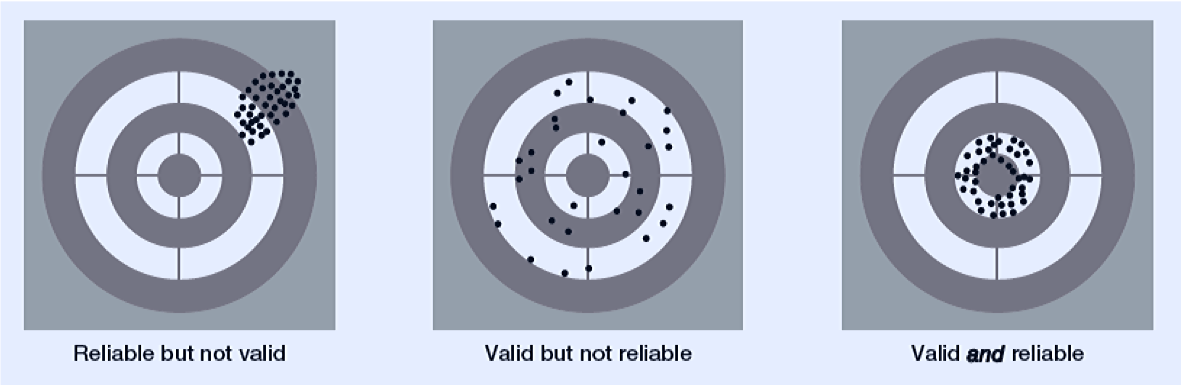 Reliable but not valid
Valid but not reliable
Valid and reliable